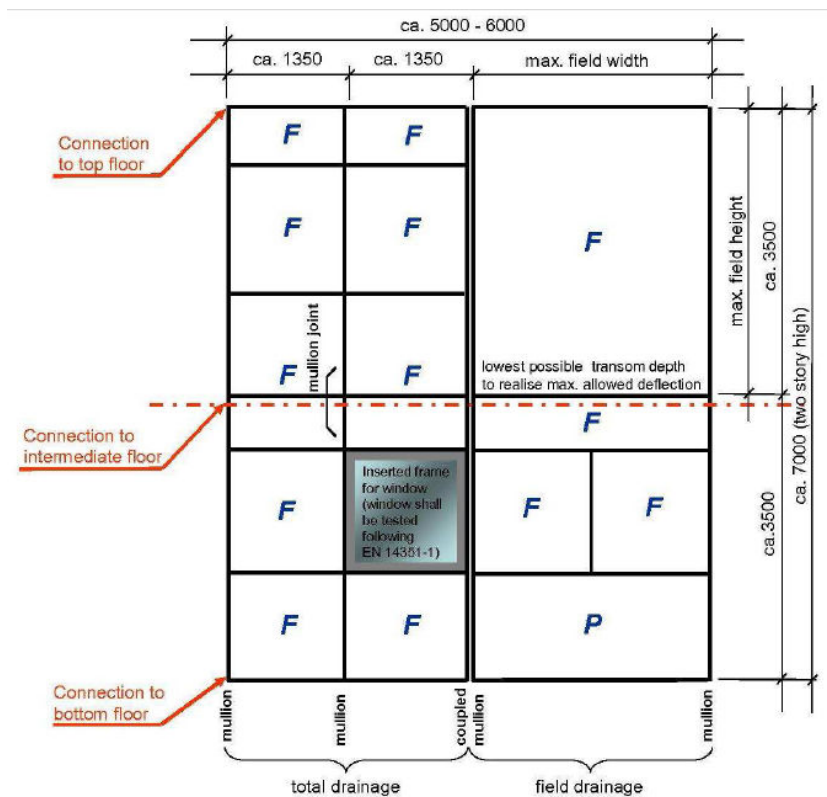 ca. 5000 - 6000
ca. 1350
ca. 1350
max. field width
Connection
to top floor
F
F
F
F
F
max. field height
ca. 3500
ca. 7000 (two story high)
mullion joint
F
F
lowest possible transom depth
to realise max. allowed deflection
Connection to
intermediate floor
F
Inserted frame
for window
(window shall
be tested
following
EN 14351-1)
F
F
F
ca.3500
F
F
P
Connection to
bottom floor
mullion
mullion
coupled
mullion
mullion
total drainage
field drainage